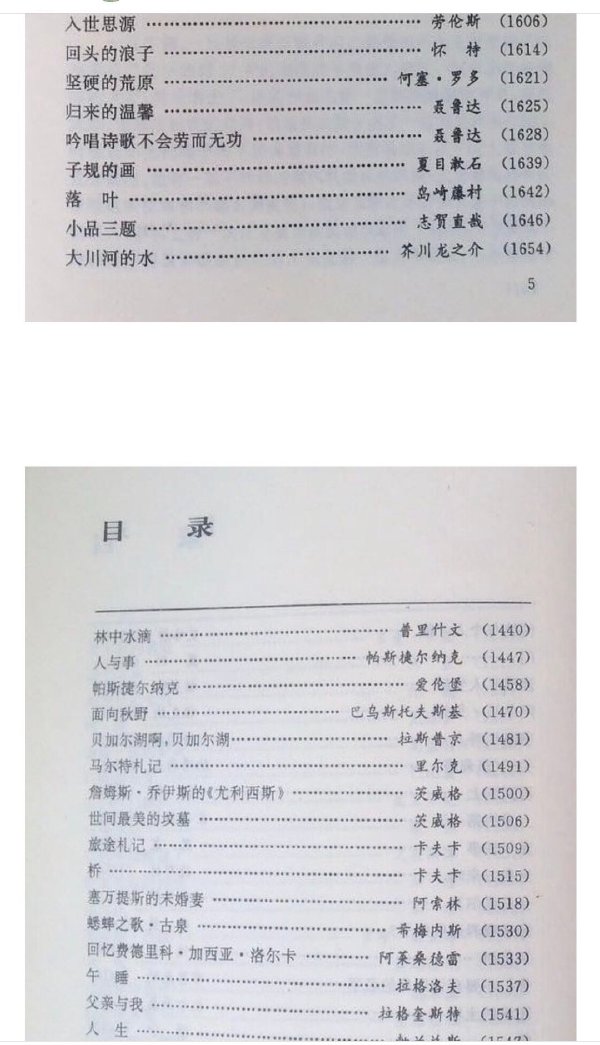 入世思源 …… 劳伦斯 (1606)
回头的浪子 …… 怀 特 (1614)
坚硬的荒原 …… 何塞·罗多 (1621)
归来的温馨 …… 聂鲁达 (1625)
吟唱诗歌不会劳而无功 …… 聂鲁达 (1628)
子规的画 …… 夏目漱石 (1639)
落 叶 …… 岛崎藤村 (1642)
小品三题 …… 志贺直哉 (1646)
大川河的水 …… 芥川龙之介 (1654)
5
目 录
林中水滴 …… 普里什文 (1440)
人与事 …… 帕斯捷尔纳克 (1447)
帕斯捷尔纳克 …… 爱伦堡 (1458)
面向秋野 …… 巴乌斯托夫斯基 (1470)
贝加尔湖啊,贝加尔湖 …… 拉斯普京 (1481)
马尔特札记 …… 里尔克 (1491)
詹姆斯·乔伊斯的《尤利西斯》 …… 茨威格 (1500)
世间最美的坟墓 …… 茨威格 (1506)
旅途札记 …… 卡夫卡 (1509)
桥 …… 卡夫卡 (1515)
塞万提斯的未婚妻 …… 阿索林 (1518)
蟋蟀之歌·古泉 …… 希梅内斯 (1530)
回忆费德里科·加西亚·洛尔卡 …… 阿莱桑德雷 (1533)
午 睡 …… 拉格洛夫 (1537)
父亲与我 …… 拉格奎斯特 (1541)
人 生 …… (1547)